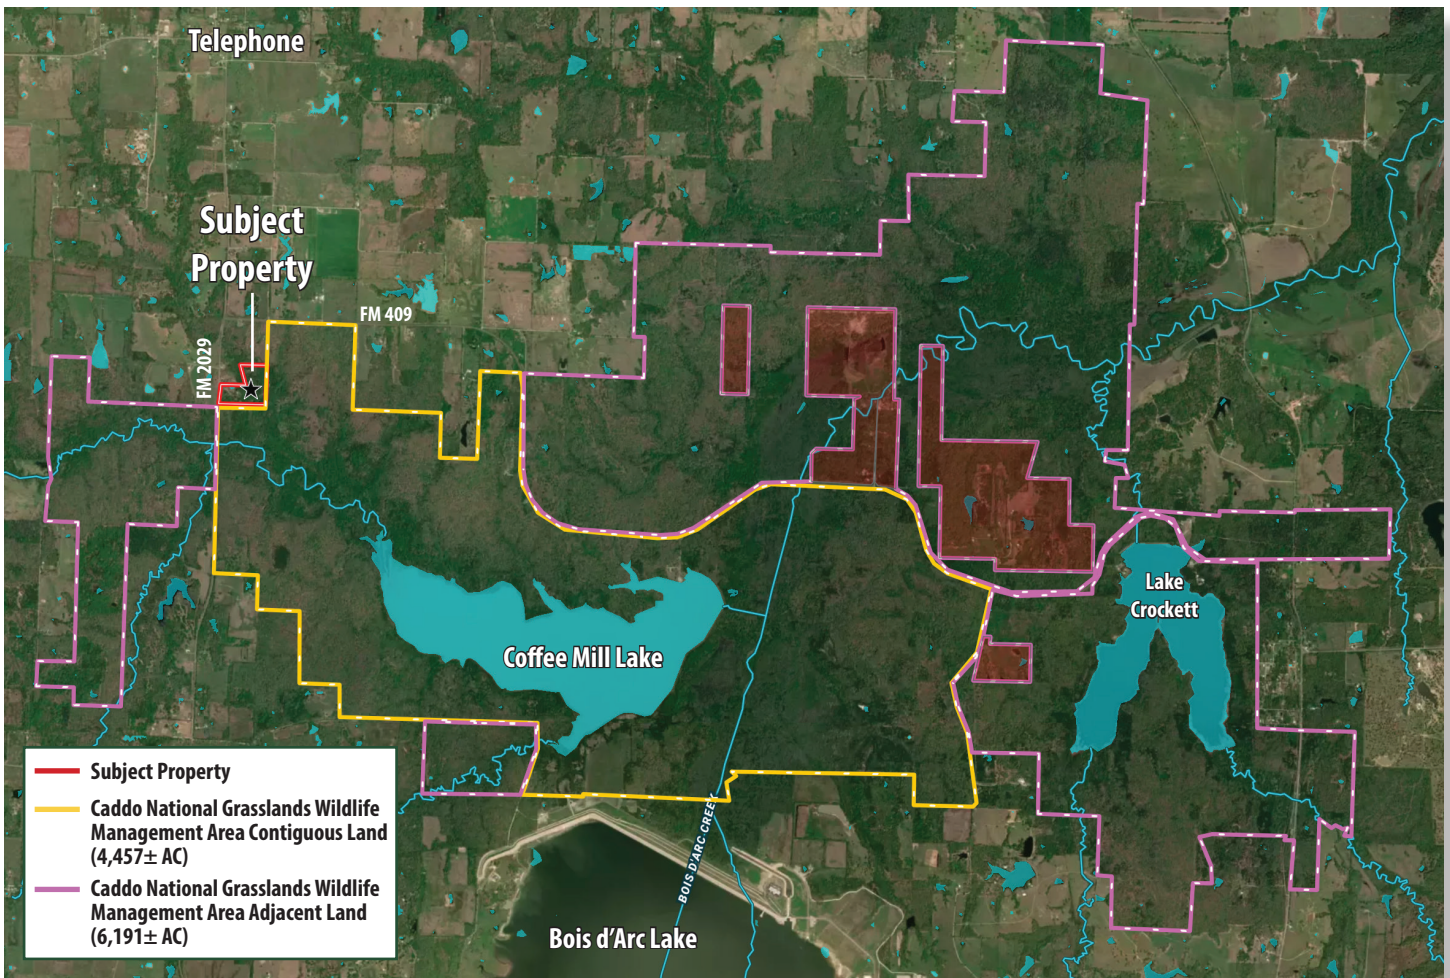 Telephone
Subject
Property
FM 409
FM 2029
Lake
Crockett
Coffee Mill Lake
BOIS D'ARC CREEK
Bois d'Arc Lake
Subject Property
Caddo National Grasslands Wildlife
Management Area Contiguous Land
(4,457± AC)
Caddo National Grasslands Wildlife
Management Area Adjacent Land
(6,191± AC)